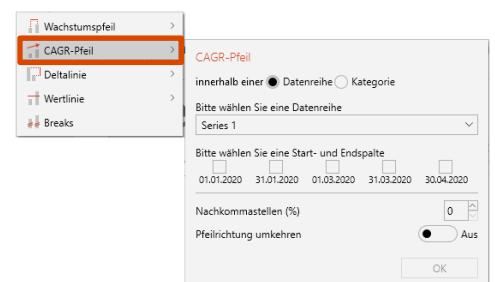 Wachstumspfeil
CAGR-Pfeil
Deltalinie
Wertlinie
Breaks
CAGR-Pfeil
innerhalb einer Datenreihe Kategorie
Bitte wählen Sie eine Datenreihe
Series 1
Bitte wählen Sie eine Start- und Endspalte
01.01.2020 31.01.2020 01.03.2020 31.03.2020 30.04.2020
Nachkommastellen (%) 0
Pfeilrichtung umkehren Aus
OK